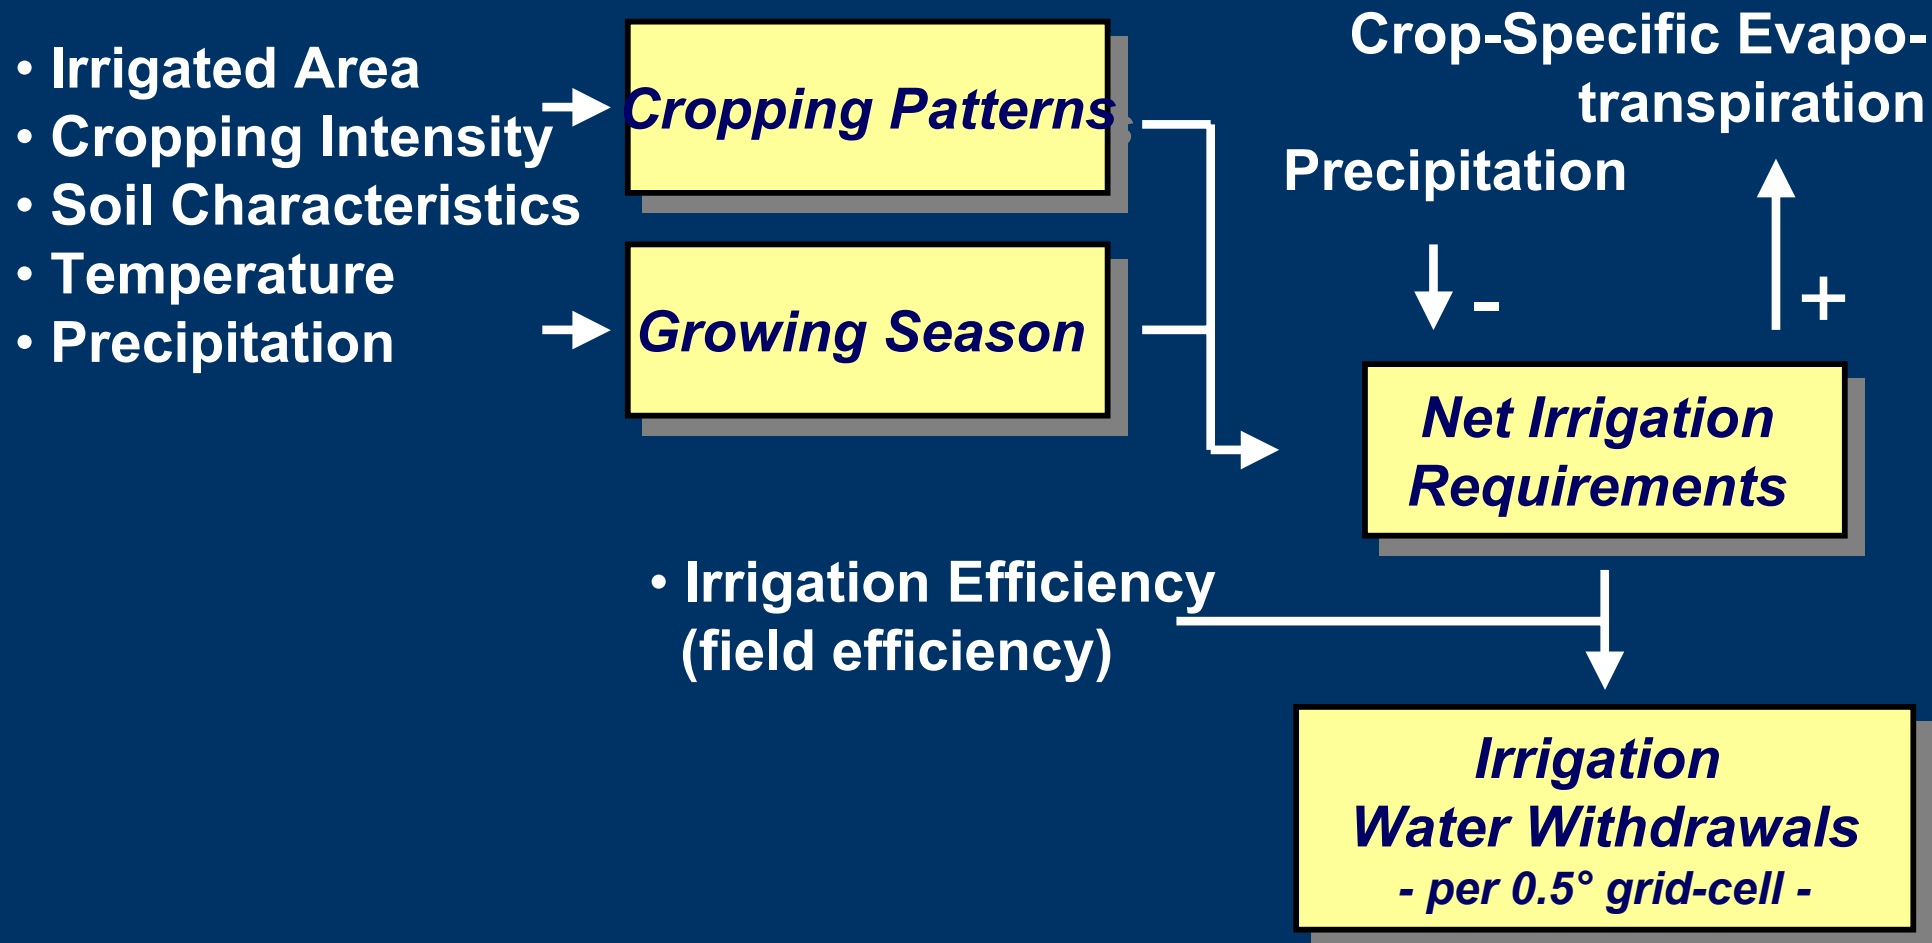 • Irrigated Area
• Cropping Intensity
• Soil Characteristics
• Temperature
• Precipitation
Cropping Patterns
Growing Season
Crop-Specific Evapo-
transpiration
Precipitation
-
+
Net Irrigation
Requirements
• Irrigation Efficiency
(field efficiency)
Irrigation
Water Withdrawals
- per 0.5° grid-cell -